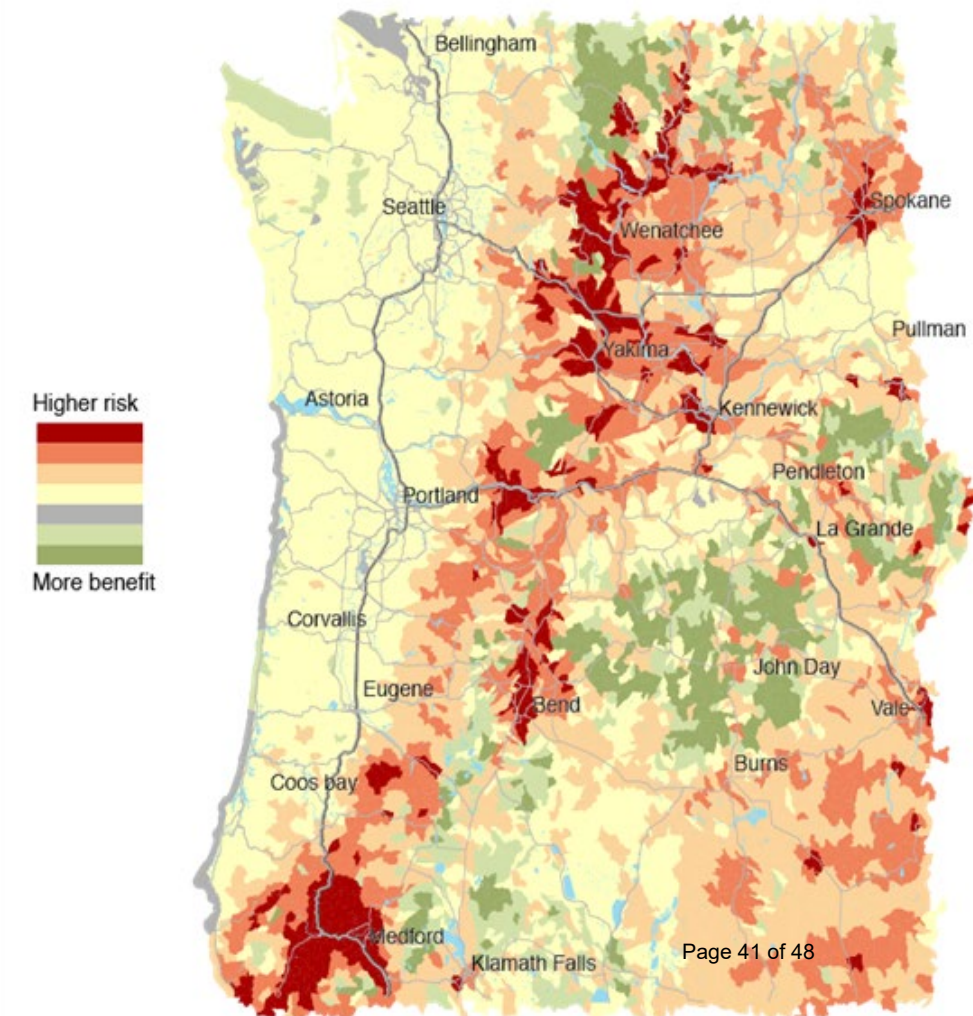 Bellingham
Seattle
Spokane
Wenatchee
Pullman
Yakima
Higher risk
Astoria
Kennewick
Pendleton
Portland
La Grande
More benefit
Corvallis
John Day
Eugene
Bend
Vale
Burns
Coos bay
Medford
Page 41 of 48
Klamath Falls